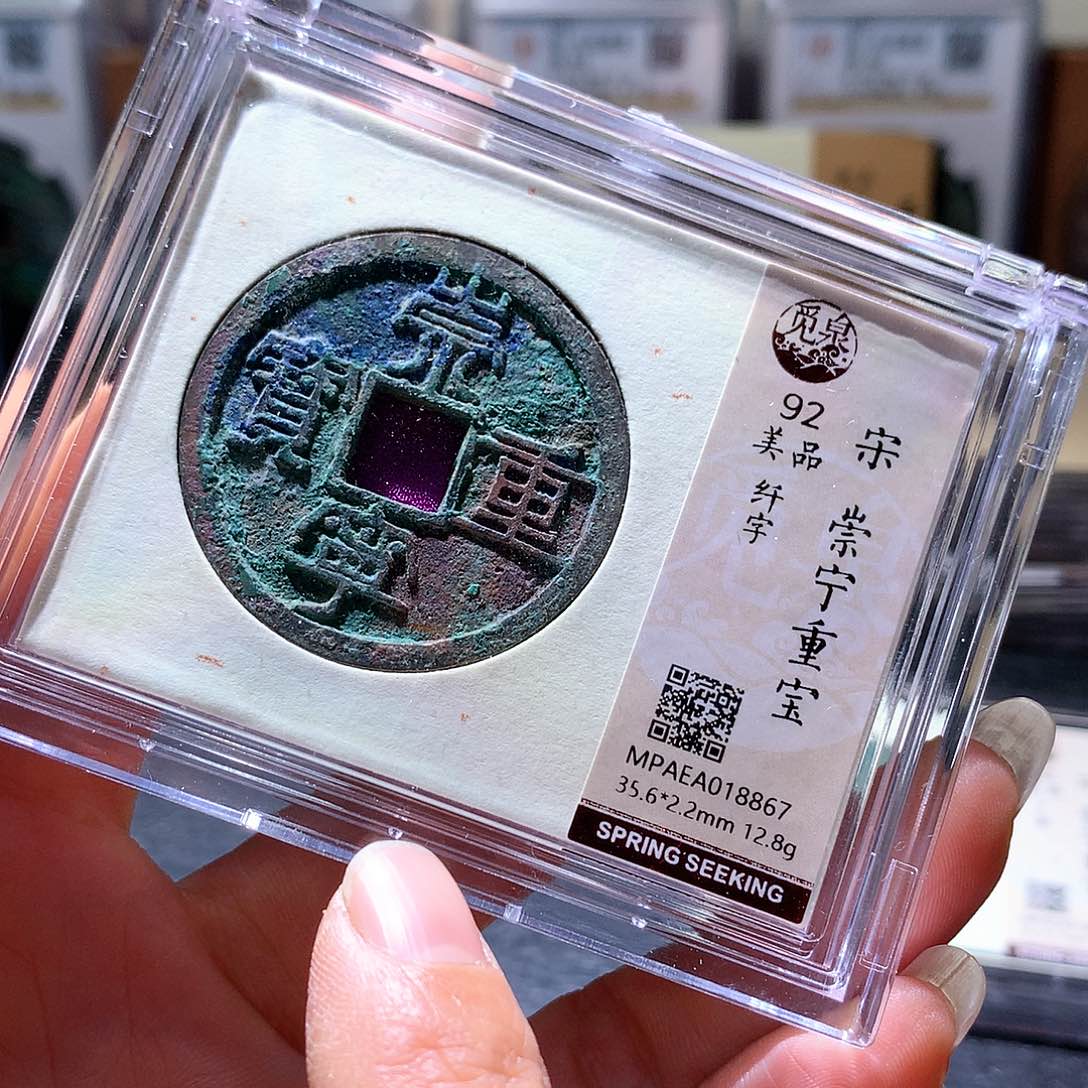 崇
寧
重
寶
觅泉
92
美品
纤字
宋 崇宁重宝
MPAEA018867
35.6*2.2mm 12.8g
SPRING SEEKING